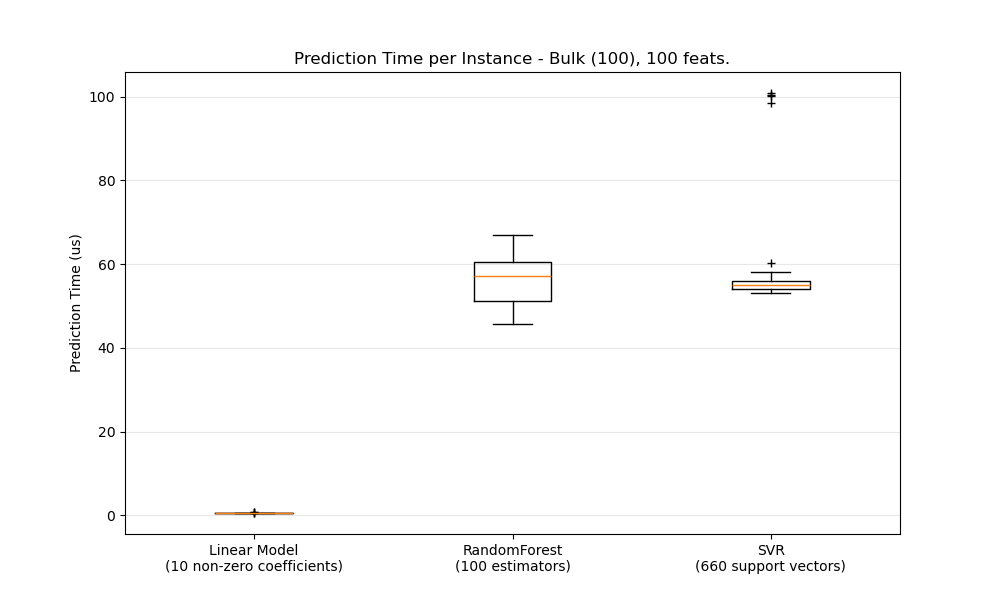 Prediction Time per Instance - Bulk (100), 100 feats.
Prediction Time (us)
100
80
60
40
20
0
Linear Model
(10 non-zero coefficients)
RandomForest
(100 estimators)
SVR
(660 support vectors)